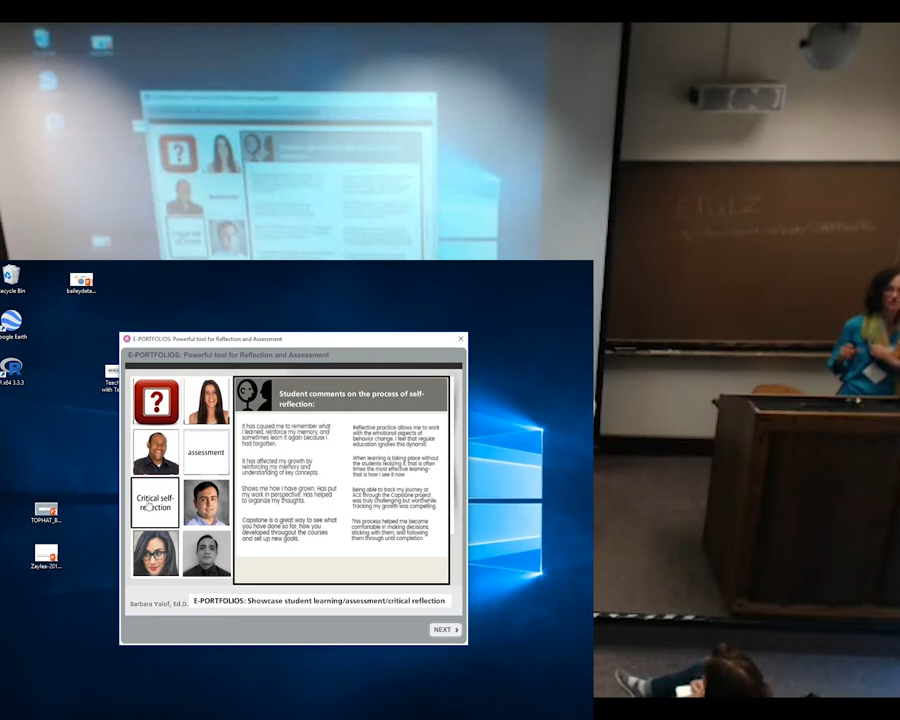 Recycle Bin
baileydata...
Google Earth
R x64 3.3.3
Teach
with Te
TOPHAT_B...
Zaylea-201...
E-PORTFOLIOS: Powerful tool for Reflection and Assessment
E-PORTFOLIOS: Powerful tool for Reflection and Assessment
?
assessment
Critical self-
reflection
Student comments on the process of self-
reflection:
It has caused me to remember what
I learned, reinforce my memory, and
sometimes learn it again because I
had forgotten.
It has affected my growth by
reinforcing my memory and
understanding of key concepts.
Shows me how I have grown. Has put
my work in perspective. Has helped
to organize my thoughts.
Capstone is a great way to see what
you have done so far, how you
developed througout the courses
and set up new goals.
Reflective practice allows me to work
with the emotional aspects of
behavior change. I feel that regular
education ignores this dynamic.
When learning is taking place without
the students realizing it, that is often
times the most effective learning-
that is how I see it now
Being able to track my journey at
ACE through the Capstone project
was truly challenging but worthwhile.
Tracking my growth was compelling.
This process helped me become
comfortable in making decisions,
sticking with them, and following
them through until completion
Barbara Yalof, Ed.D.
E-PORTFOLIOS: Showcase student learning/assessment/critical reflection
NEXT >